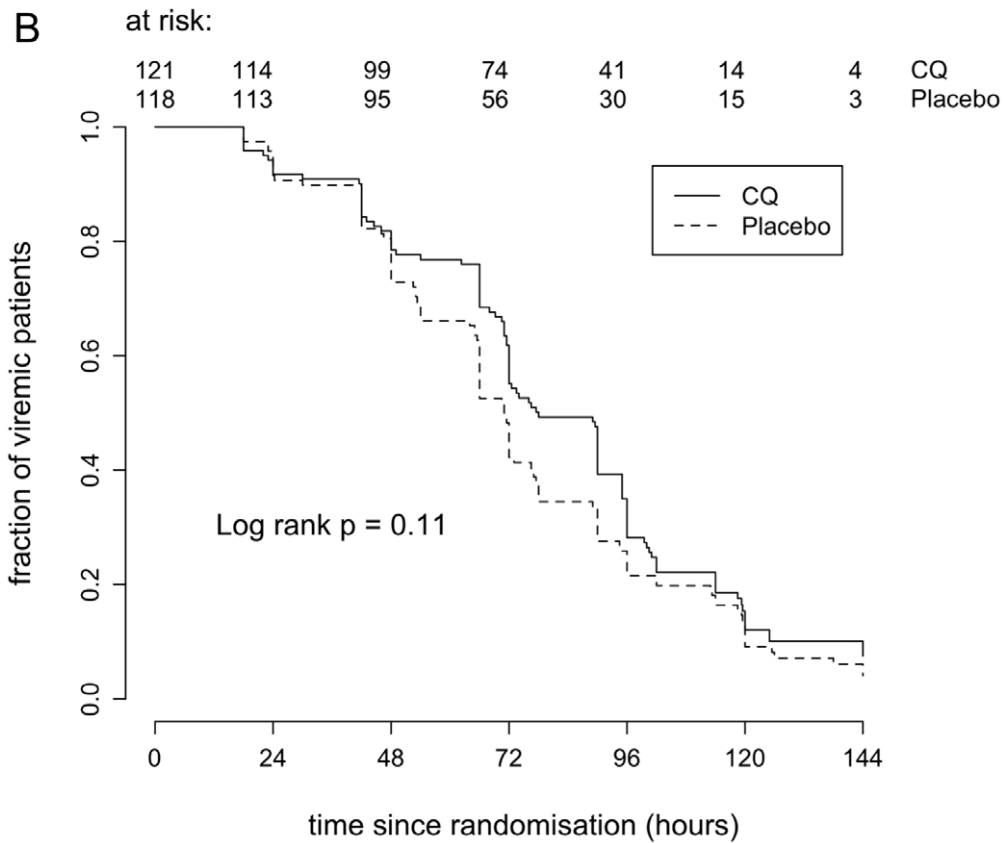 B
at risk:
121 114 99 74 41 14 4 CQ
118 113 95 56 30 15 3 Placebo
1.0
0.8
0.6
0.4
0.2
0.0
fraction of viremic patients
CQ
Placebo
Log rank p = 0.11
0 24 48 72 96 120 144
time since randomisation (hours)